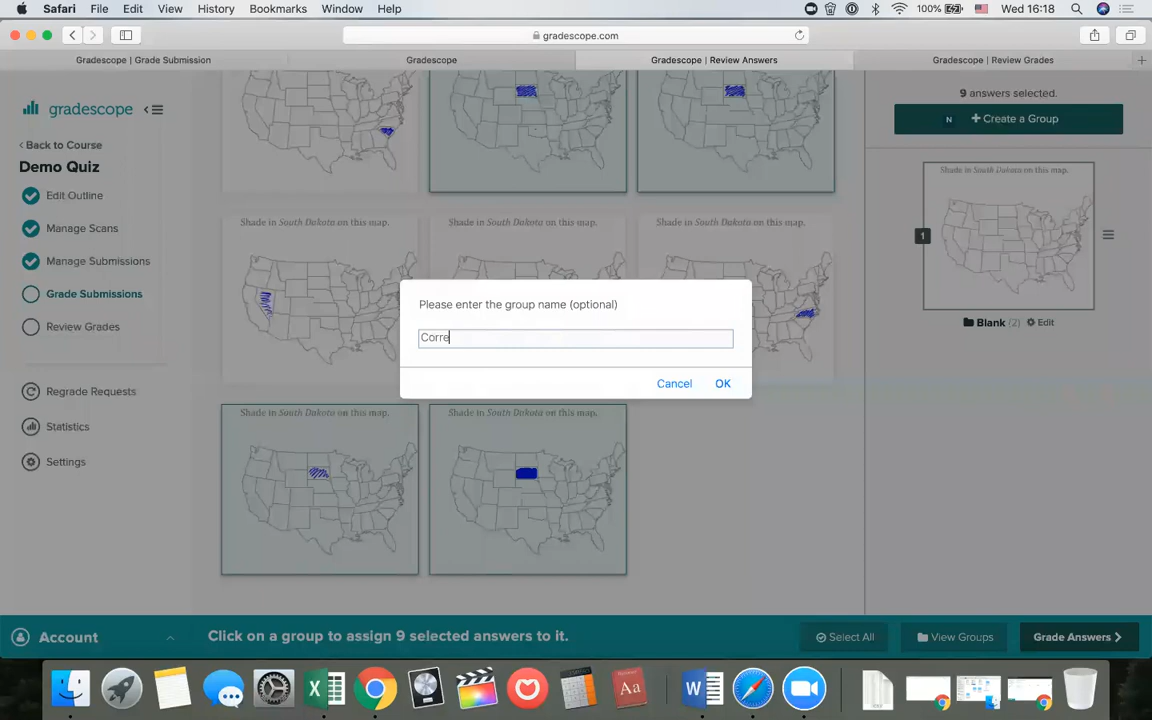 Safari File Edit View History Bookmarks Window Help 100% Wed 16:18
gradescope.com
Gradescope | Grade Submission
Gradescope
Gradescope | Review Answers
Gradescope | Review Grades
gradescope
Back to Course
Demo Quiz
Edit Outline
Manage Scans
Manage Submissions
Grade Submissions
Review Grades
Regrade Requests
Statistics
Settings
Shade in South Dakota on this map.
Shade in South Dakota on this map.
Shade in South Dakota on this map.
Please enter the group name (optional)
Corre
Cancel OK
Shade in South Dakota on this map.
Shade in South Dakota on this map.
9 answers selected.
N + Create a Group
Shade in South Dakota on this map.
1
Blank (2) Edit
Account
Click on a group to assign 9 selected answers to it.
Select All
View Groups
Grade Answers
X
W
Aa